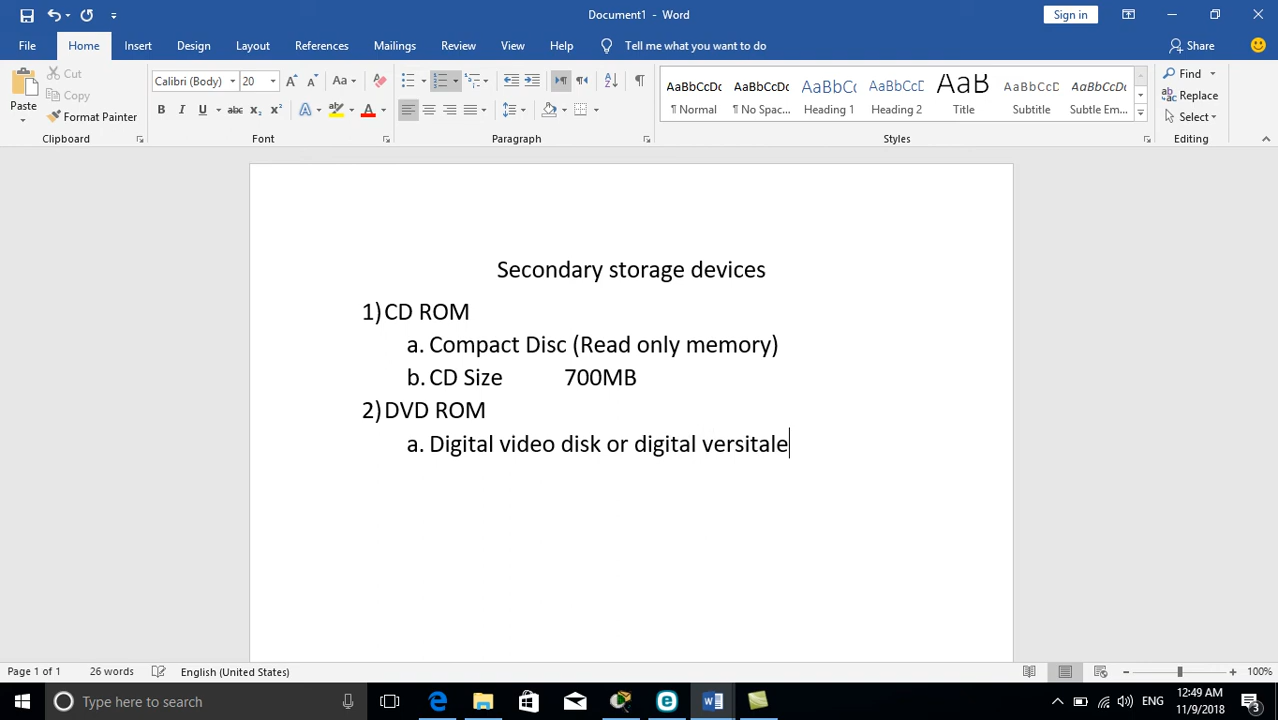 Document1 - Word
Sign in
File Home Insert Design Layout References Mailings Review View Help Tell me what you want to do Share
Paste
Cut
Copy
Format Painter
Clipboard
Calibri (Body) 20
Font
Paragraph
AaBbCcDc AaBbCcDc AaBbCc AaBbCcD AaB AaBbCcD AaBbCcDc
¶ Normal ¶ No Spac... Heading 1 Heading 2 Title Subtitle Subtle Em...
Styles
Find
Replace
Select
Editing
Secondary storage devices
1) CD ROM
a. Compact Disc (Read only memory)
b. CD Size 700MB
2) DVD ROM
a. Digital video disk or digital versitale
Page 1 of 1 26 words English (United States) 100%
Type here to search
ENG
12:49 AM
11/9/2018
3